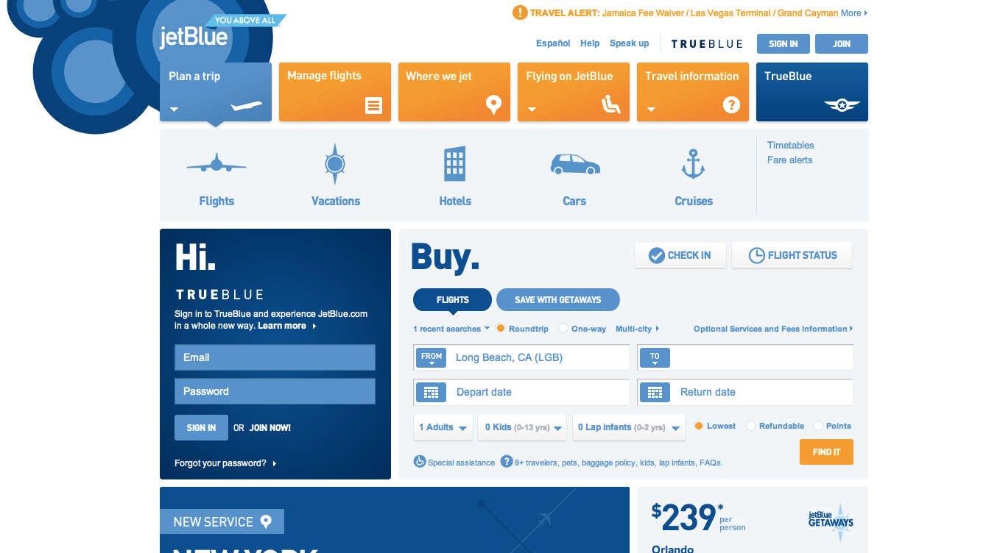 TRAVEL ALERT: Jamaica Fee Waiver / Las Vegas Terminal / Grand Cayman More
YOU ABOVE ALL
jetBlue
Español Help Speak up TRUEBLUE SIGN IN JOIN
Plan a trip Manage flights Where we jet Flying on JetBlue Travel information TrueBlue
Timetables
Fare alerts
Flights Vacations Hotels Cars Cruises
Hi.
TRUEBLUE
Sign in to TrueBlue and experience JetBlue.com
in a whole new way. Learn more
Email
Password
SIGN IN OR JOIN NOW!
Forgot your password?
Buy.
CHECK IN FLIGHT STATUS
FLIGHTS SAVE WITH GETAWAYS
1 recent searches Roundtrip One-way Multi-city Optional Services and Fees Information
FROM Long Beach, CA (LGB) TO
Depart date Return date
1 Adults 0 Kids (0-13 yrs) 0 Lap infants (0-2 yrs) Lowest Refundable Points
FIND IT
Special assistance ? 8+ travelers, pets, baggage policy, kids, lap infants, FAQs.
NEW SERVICE
NEW YORK
$239*
per
person
jetBlue
GETAWAYS
Orlando